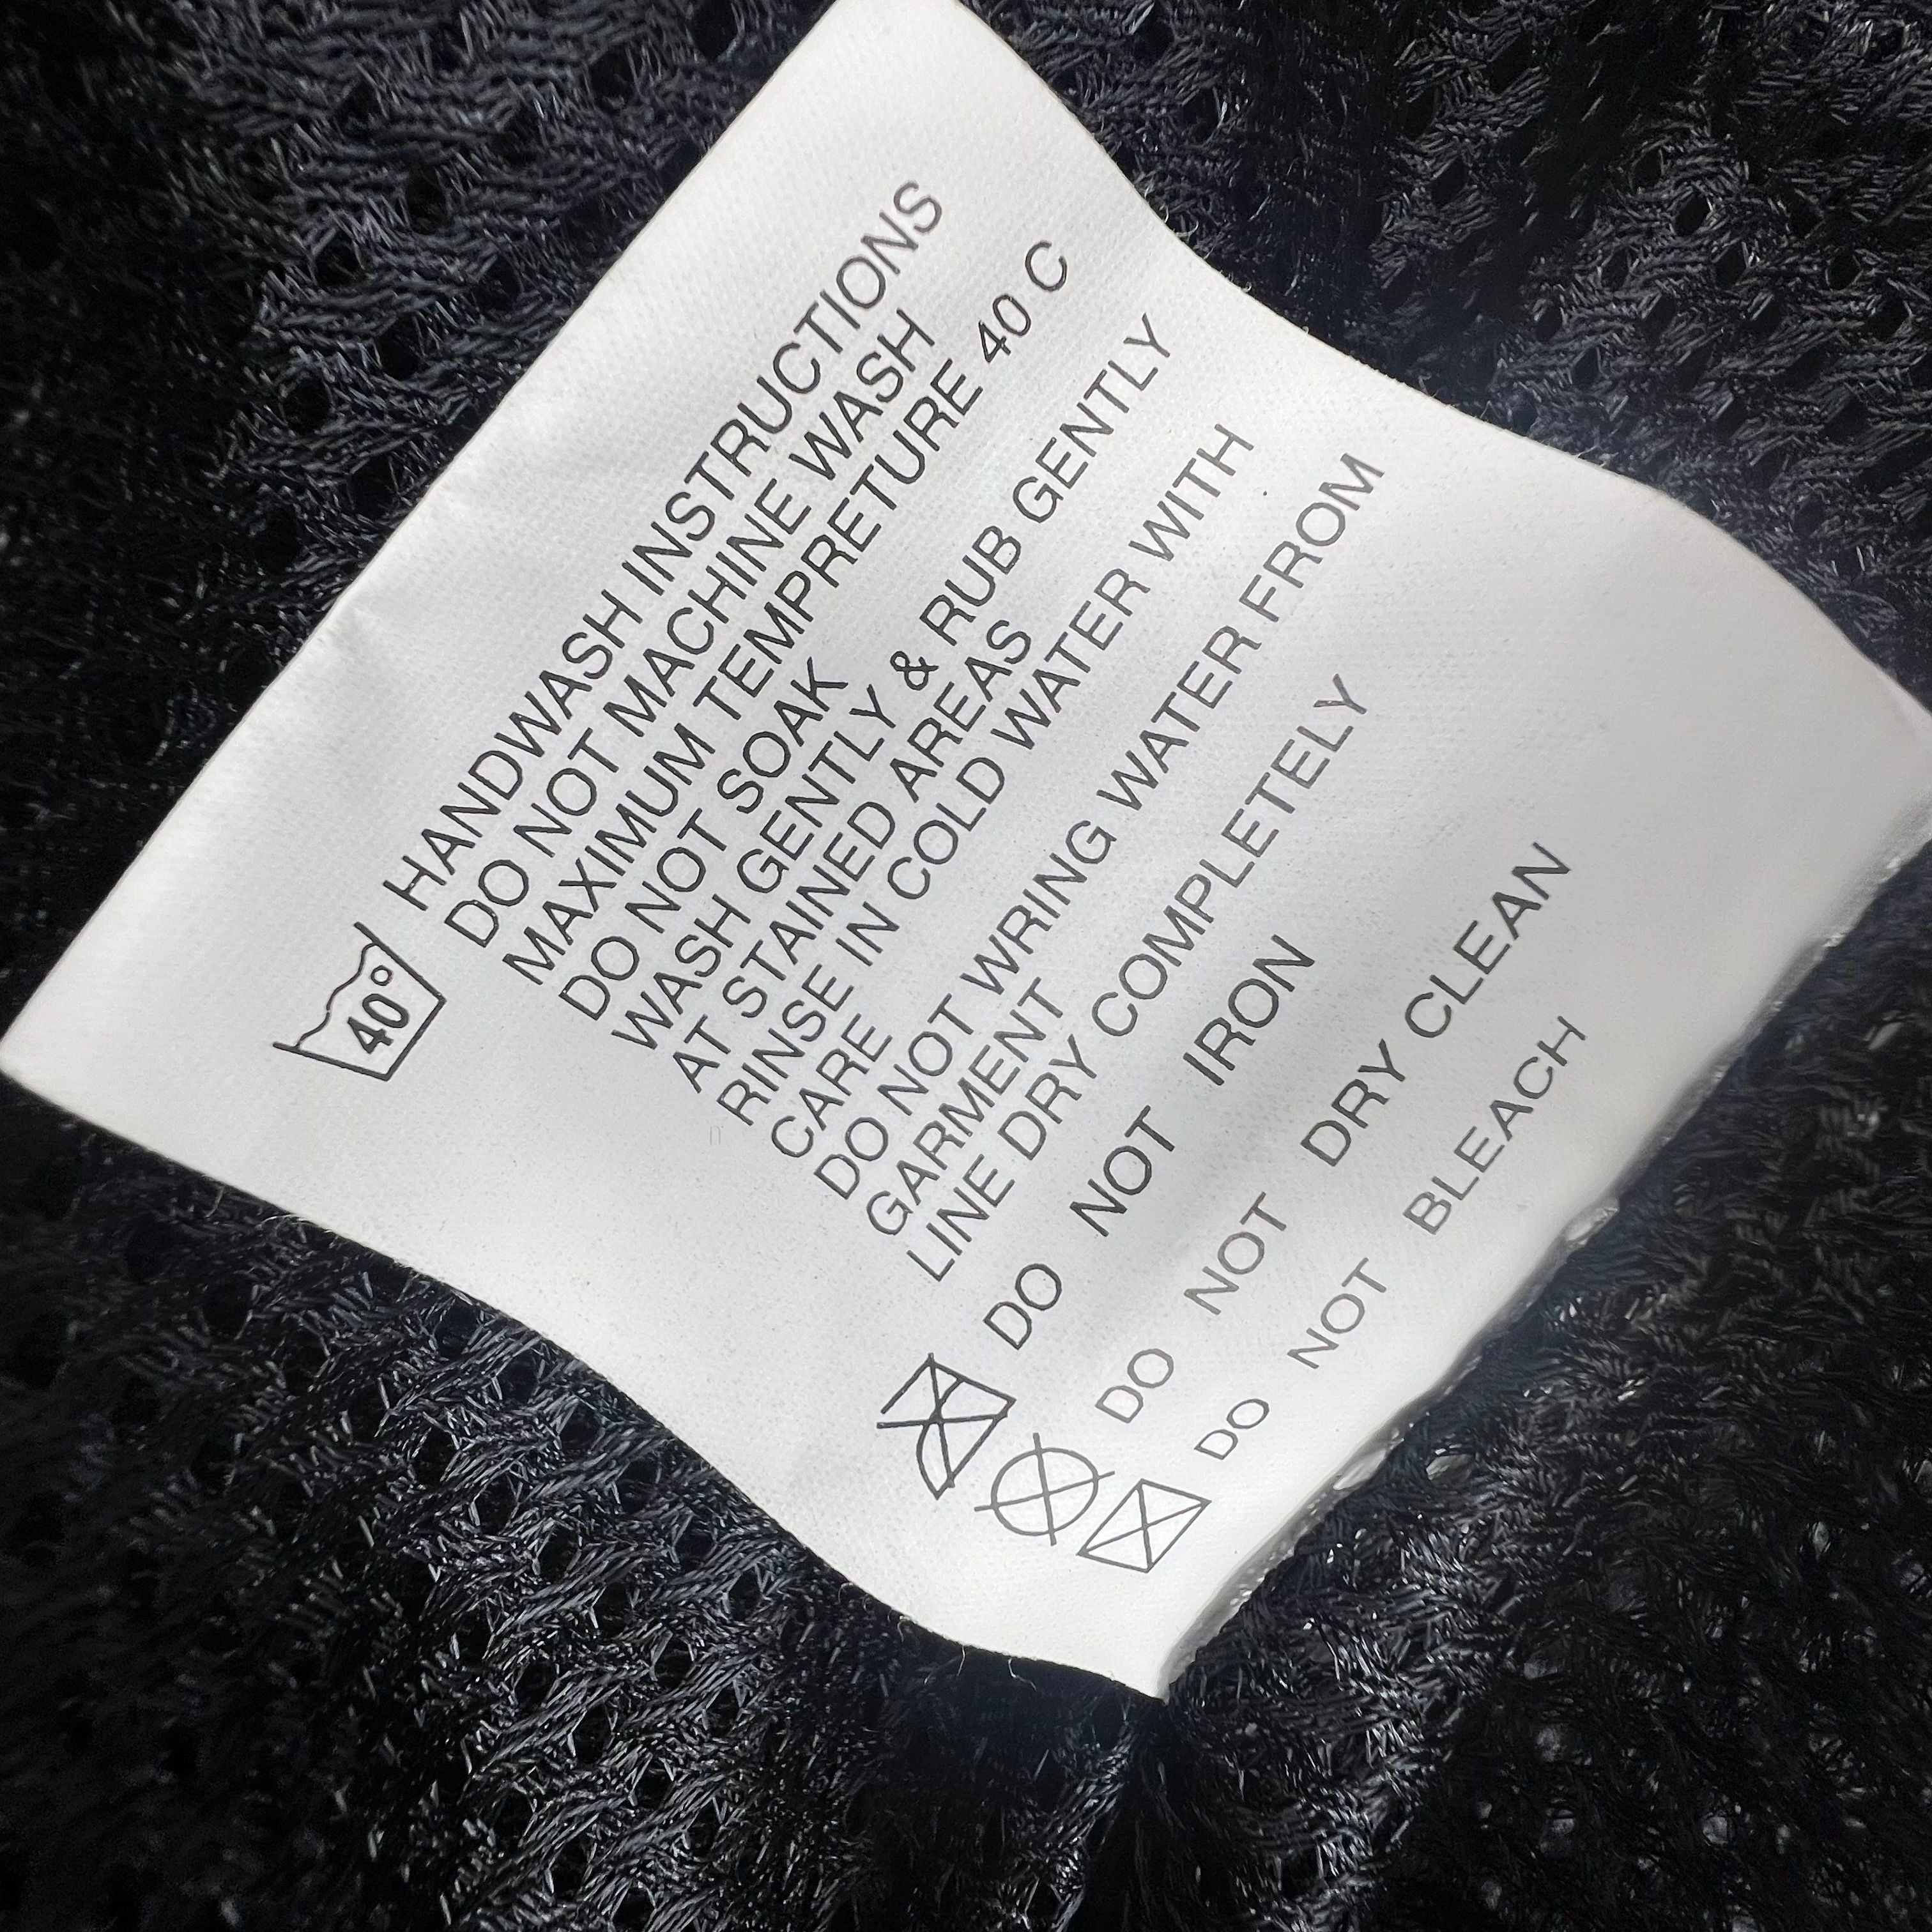 40°
HANDWASH INSTRUCTIONS
DO NOT MACHINE WASH
MAXIMUM TEMPRETURE 40 C
DO NOT SOAK
WASH GENTLY & RUB GENTLY
AT STAINED AREAS
RINSE IN COLD WATER WITH
CARE
DO NOT WRING WATER FROM
GARMENT
LINE DRY COMPLETELY
DO NOT IRON
DO NOT DRY CLEAN
DO NOT BLEACH